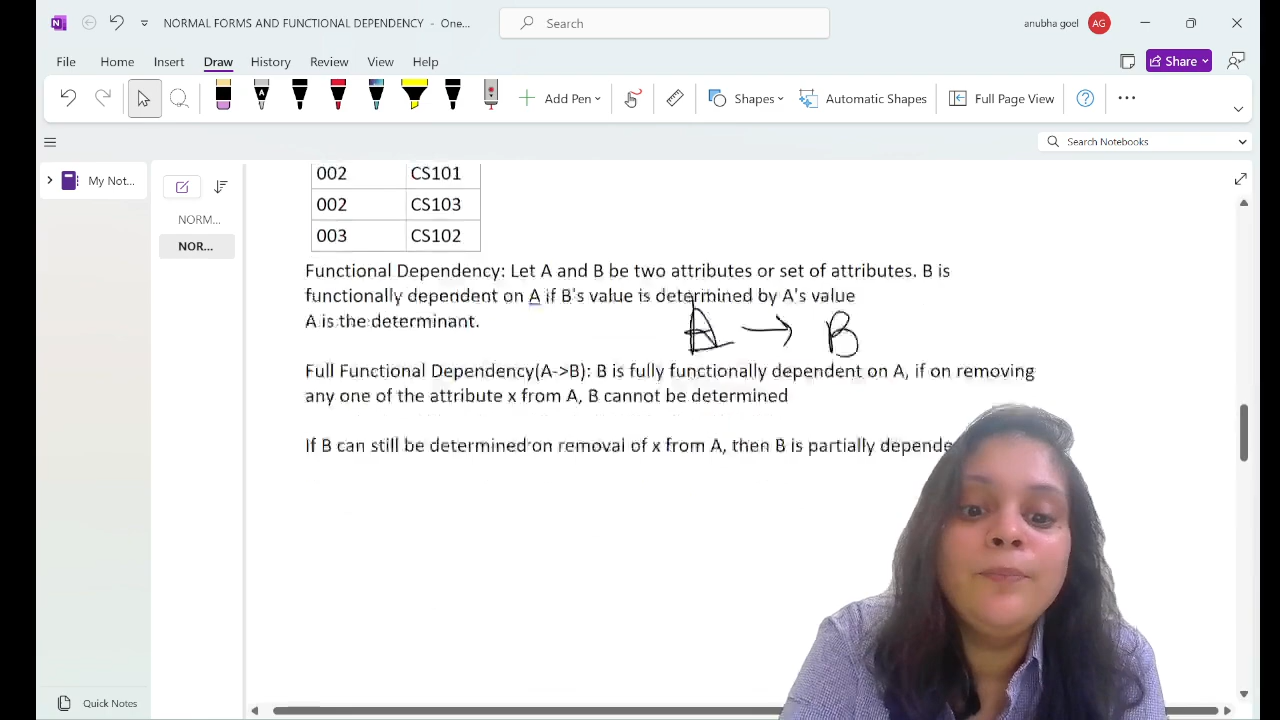 NORMAL FORMS AND FUNCTIONAL DEPENDENCY - One...
Search
anubha goel
AG
File Home Insert Draw History Review View Help
Share
A
Add Pen
Shapes
Automatic Shapes
Full Page View
Search Notebooks
My Not...
NORM...
NOR...
002 CS101
002 CS103
003 CS102
Functional Dependency: Let A and B be two attributes or set of attributes. B is
functionally dependent on A if B's value is determined by A's value
A is the determinant.
A → B
Full Functional Dependency(A->B): B is fully functionally dependent on A, if on removing
any one of the attribute x from A, B cannot be determined
If B can still be determined on removal of x from A, then B is partially depende
Quick Notes